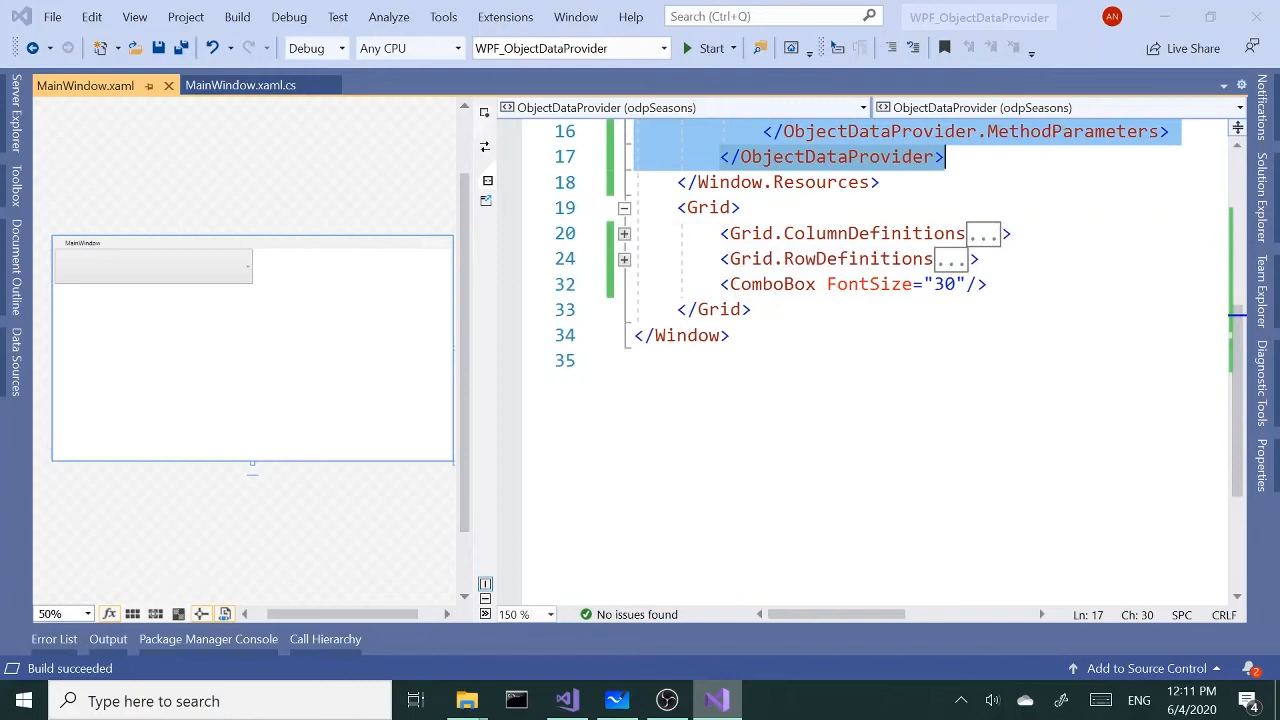 File Edit View Project Build Debug Test Analyze Tools Extensions Window Help Search (Ctrl+Q) WPF_ObjectDataProvider AN
Debug Any CPU WPF_ObjectDataProvider Start Live Share
MainWindow.xaml MainWindow.xaml.cs
ObjectDataProvider (odpSeasons) ObjectDataProvider (odpSeasons)
Server Explorer
Toolbox
Document Outline
Data Sources
MainWindow
16 </ObjectDataProvider.MethodParameters>
17 </ObjectDataProvider>
18 </Window.Resources>
19 <Grid>
20 <Grid.ColumnDefinitions...>
24 <Grid.RowDefinitions...>
32 <ComboBox FontSize="30"/>
33 </Grid>
34 </Window>
35
Notifications
Solution Explorer
Team Explorer
Diagnostic Tools
Properties
50% fx 150 % No issues found Ln: 17 Ch: 30 SPC CRLF
Error List Output Package Manager Console Call Hierarchy
Build succeeded Add to Source Control 2
Type here to search ENG 12:11 PM
6/4/2020 4